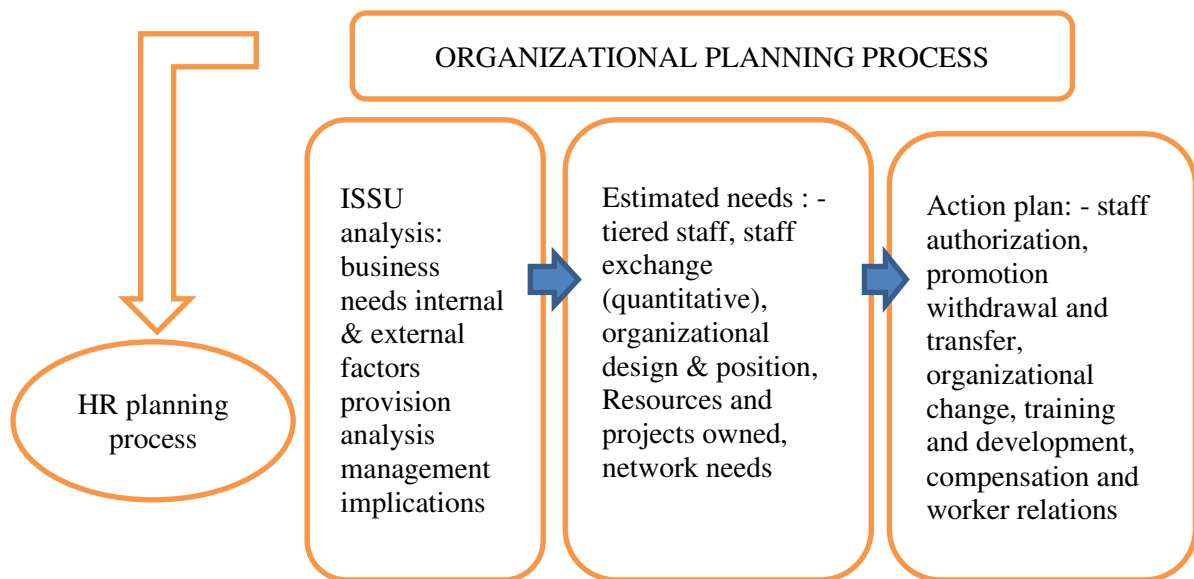 ORGANIZATIONAL PLANNING PROCESS
HR planning
process
ISSU
analysis:
business
needs internal
& external
factors
provision
analysis
management
implications
Estimated needs : -
tiered staff, staff
exchange
(quantitative),
organizational
design & position,
Resources and
projects owned,
network needs
Action plan: - staff
authorization,
promotion
withdrawal and
transfer,
organizational
change, training
and development,
compensation and
worker relations